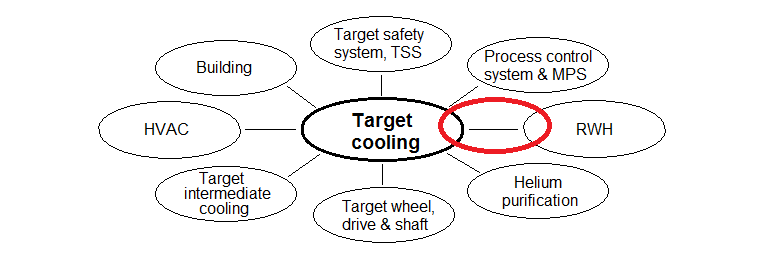 Target safety
system, TSS
Building
Process control
system & MPS
HVAC
Target
cooling
RWH
Target
intermediate
cooling
Target wheel,
drive & shaft
Helium
purification